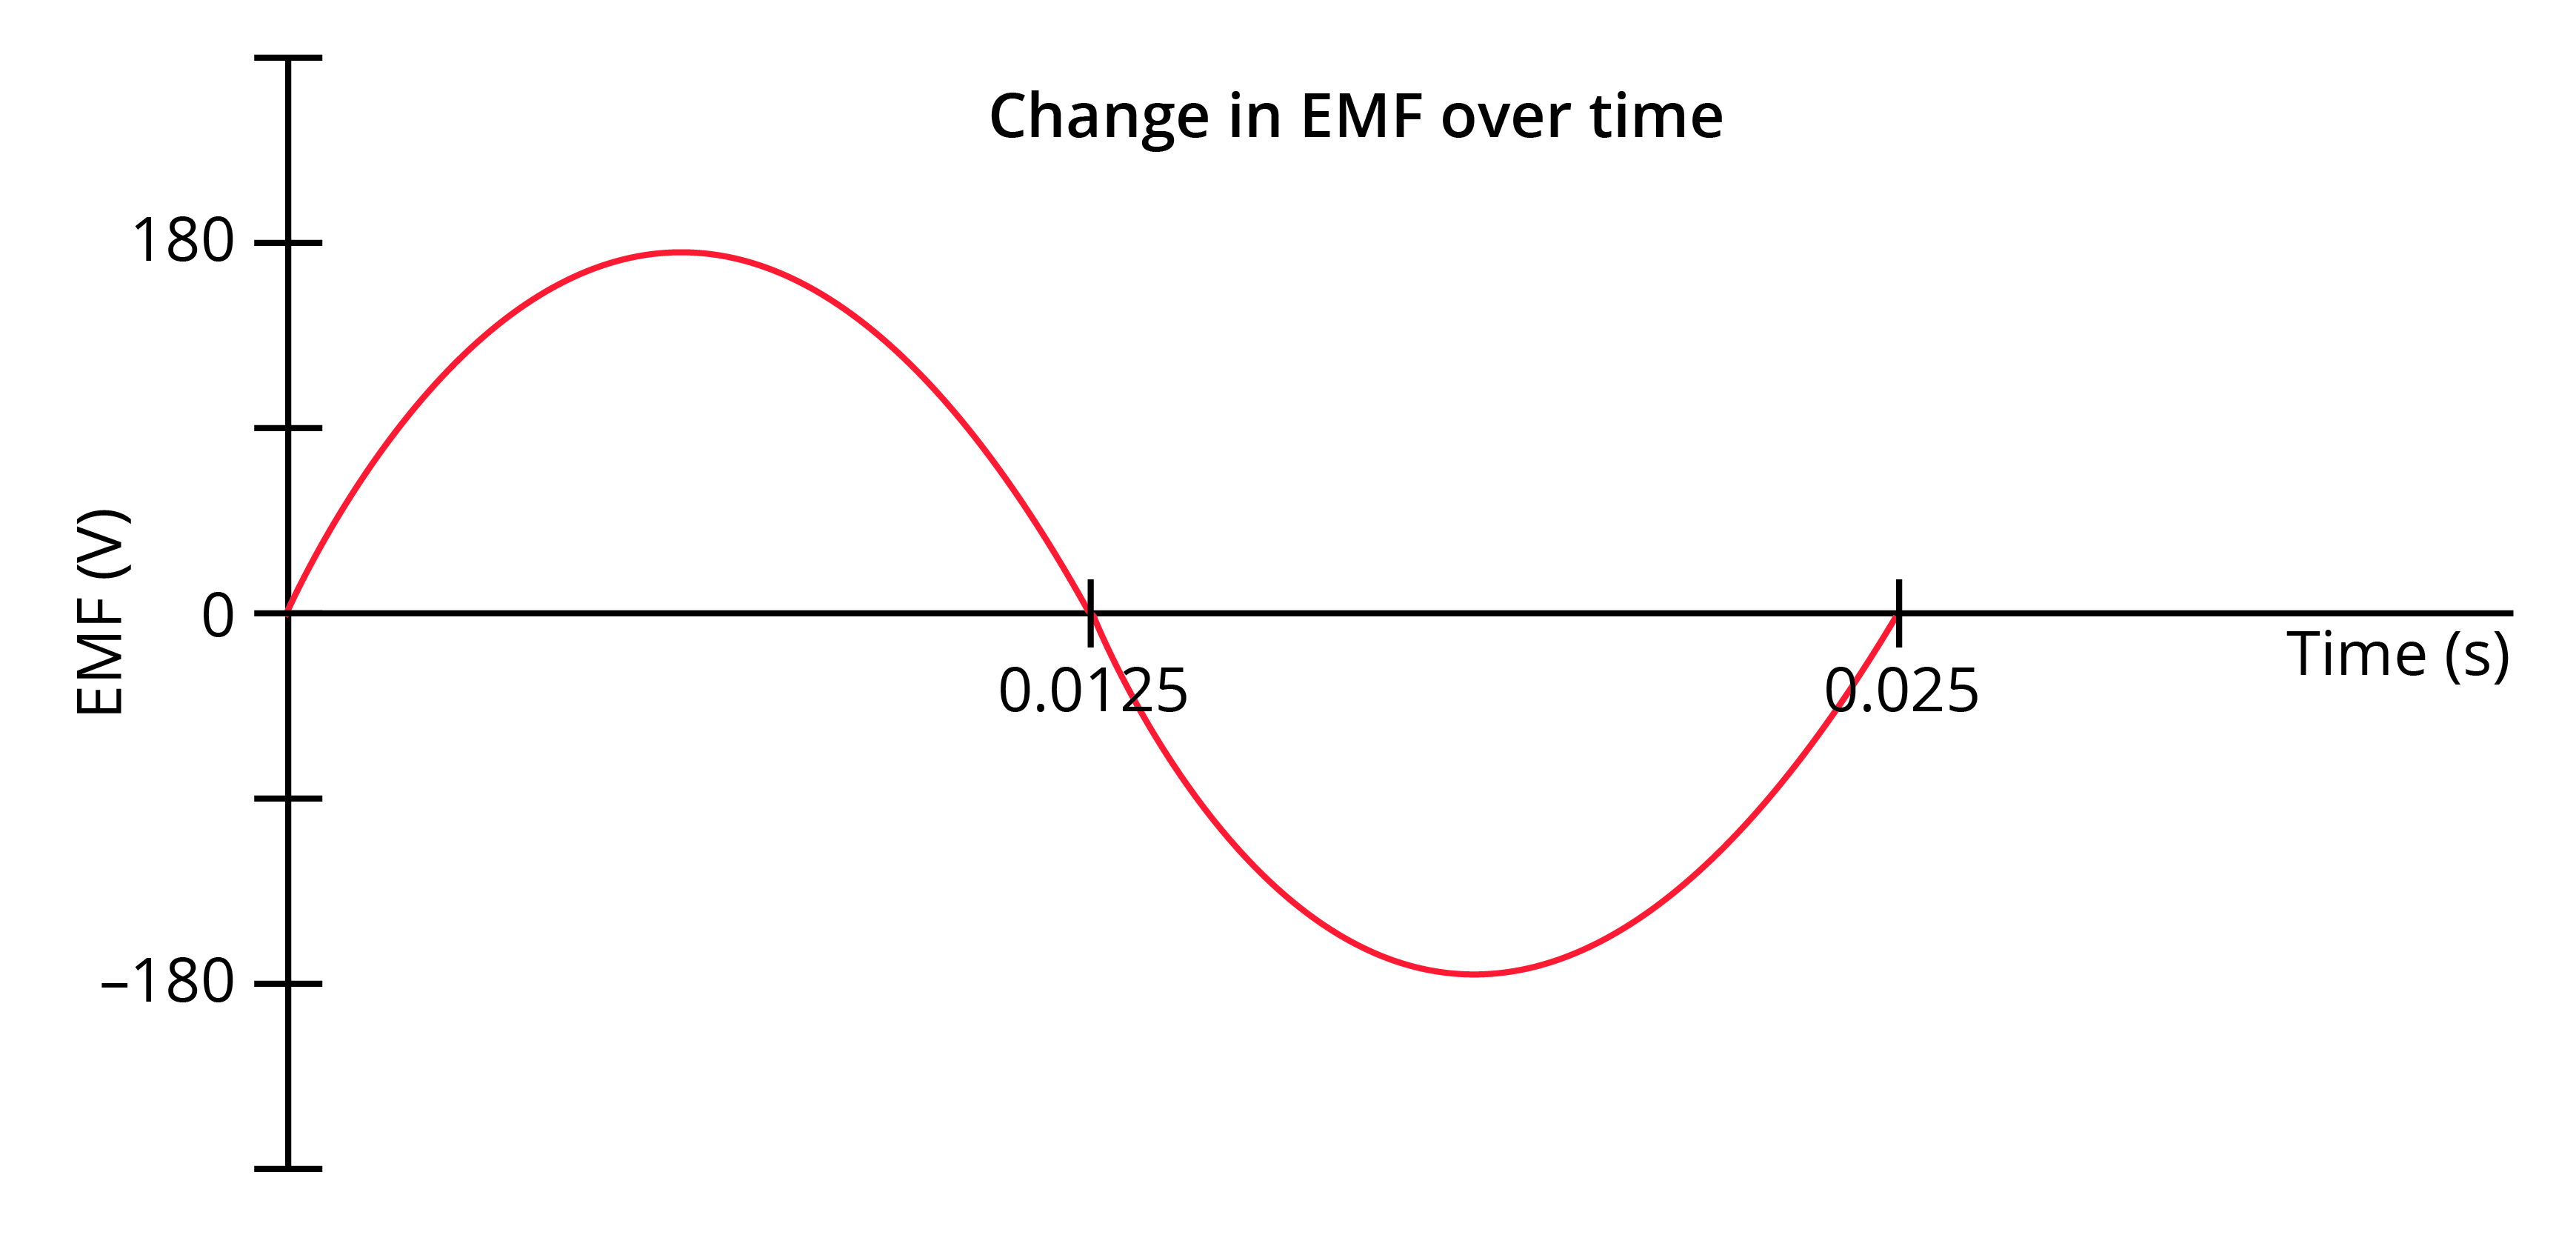 Change in EMF over time
180
EMF (V)
0
0.0125
0.025
Time (s)
–180